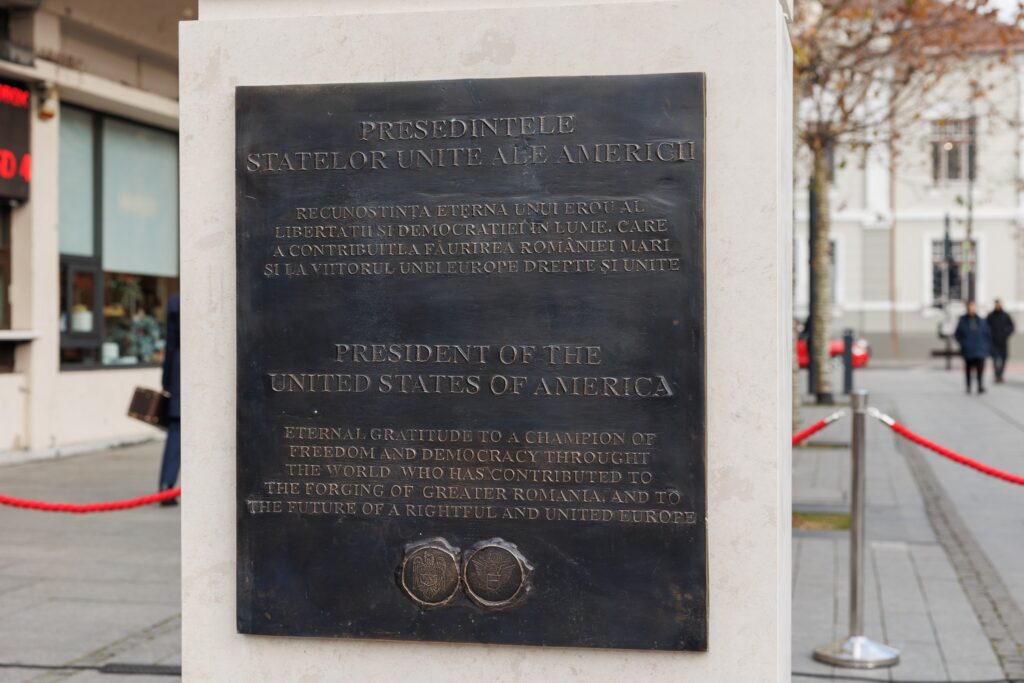 PRESEDINTELE
STATELOR UNITE ALE AMERICII
RECUNOSTINTA ETERNA UNUI EROU AL
LIBERTATII SI DEMOCRATIEI IN LUME, CARE
A CONTRIBUIT LA FĂURIREA ROMÂNIEI MARI
SI LA VIITORUL UNEI EUROPE DREPTE ȘI UNITE
PRESIDENT OF THE
UNITED STATES OF AMERICA
ETERNAL GRATITUDE TO A CHAMPION OF
FREEDOM AND DEMOCRACY THROUGHT
THE WORLD WHO HAS CONTRIBUTED TO
THE FORGING OF GREATER ROMANIA, AND TO
THE FUTURE OF A RIGHTFUL AND UNITED EUROPE